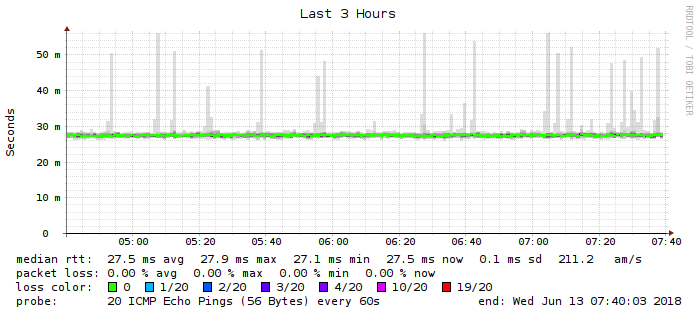 Last 3 Hours
RRDTOOL / TOBI OETIKER
Seconds
50 m
40 m
30 m
20 m
10 m
0
05:00 05:20 05:40 06:00 06:20 06:40 07:00 07:20 07:40
median rtt: 27.5 ms avg 27.9 ms max 27.1 ms min 27.5 ms now 0.1 ms sd 211.2 am/s
packet loss: 0.00 % avg 0.00 % max 0.00 % min 0.00 % now
loss color: 0 1/20 2/20 3/20 4/20 10/20 19/20
probe: 20 ICMP Echo Pings (56 Bytes) every 60s end: Wed Jun 13 07:40:03 2018